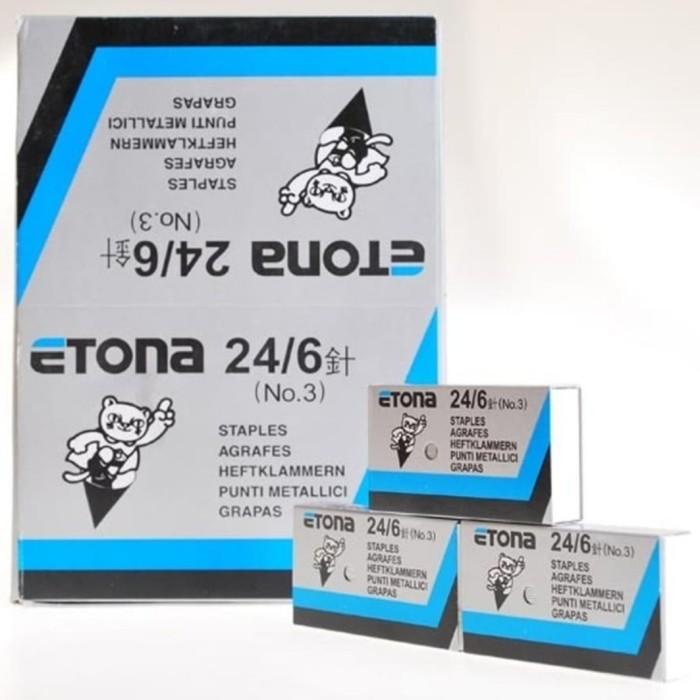 GRAPAS
PUNTI METALLICI
HEFTKLAMMERN
AGRAFES
STAPLES
ETONA 24/6針
(No.3)
ETONA 24/6針
(No.3)
STAPLES
AGRAFES
HEFTKLAMMERN
PUNTI METALLICI
GRAPAS
ETONA 24/6針(No.3)
STAPLES
AGRAFES
HEFTKLAMMERN
PUNTI METALLICI
GRAPAS
ETONA 24/6針(No.3)
STAPLES
AGRAFES
HEFTKLAMMERN
PUNTI METALLICI
GRAPAS
ETONA 24/6針(No.3)
STAPLES
AGRAFES
HEFTKLAMMERN
PUNTI METALLICI
GRAPAS